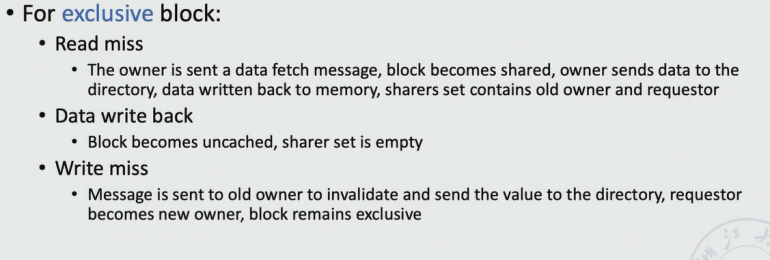 • For exclusive block:
• Read miss
• The owner is sent a data fetch message, block becomes shared, owner sends data to the
directory, data written back to memory, sharers set contains old owner and requestor
• Data write back
• Block becomes uncached, sharer set is empty
• Write miss
• Message is sent to old owner to invalidate and send the value to the directory, requestor
becomes new owner, block remains exclusive